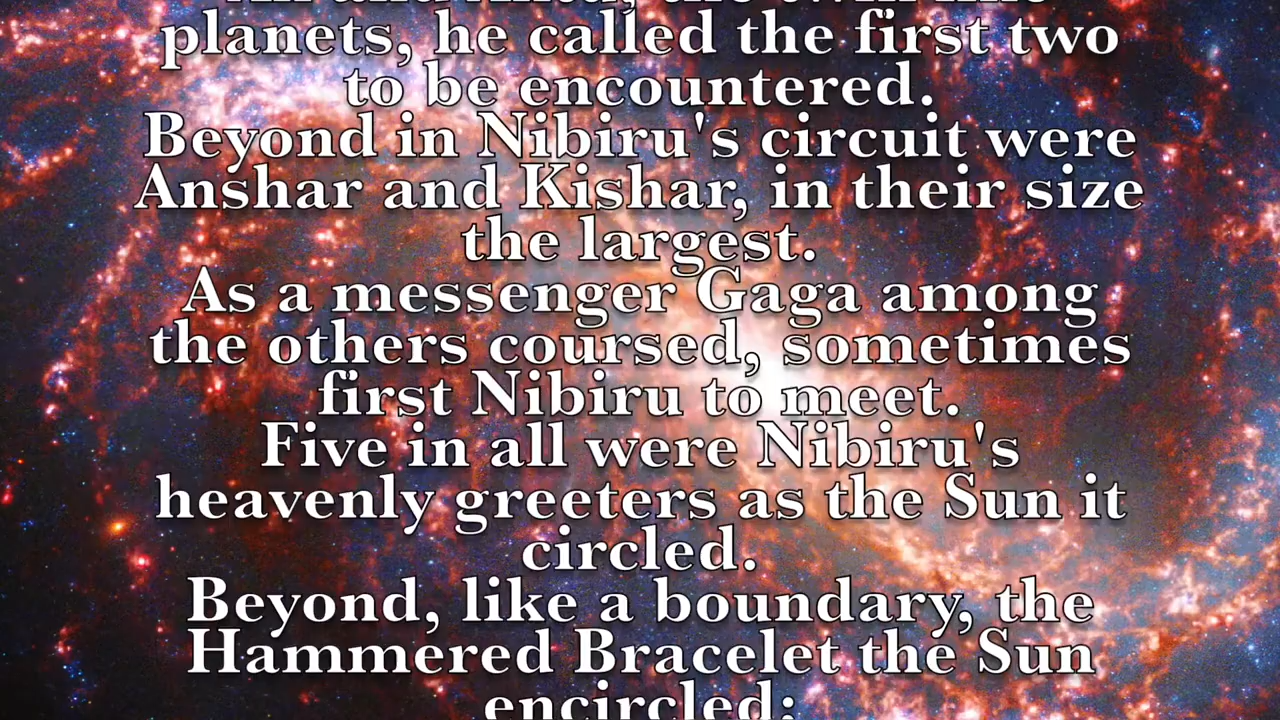 planets, he called the first two
to be encountered.
Beyond in Nibiru's circuit were
Anshar and Kishar, in their size
the largest.
As a messenger Gaga among
the others coursed, sometimes
first Nibiru to meet.
Five in all were Nibiru's
heavenly greeters as the Sun it
circled.
Beyond, like a boundary, the
Hammered Bracelet the Sun
encircled;